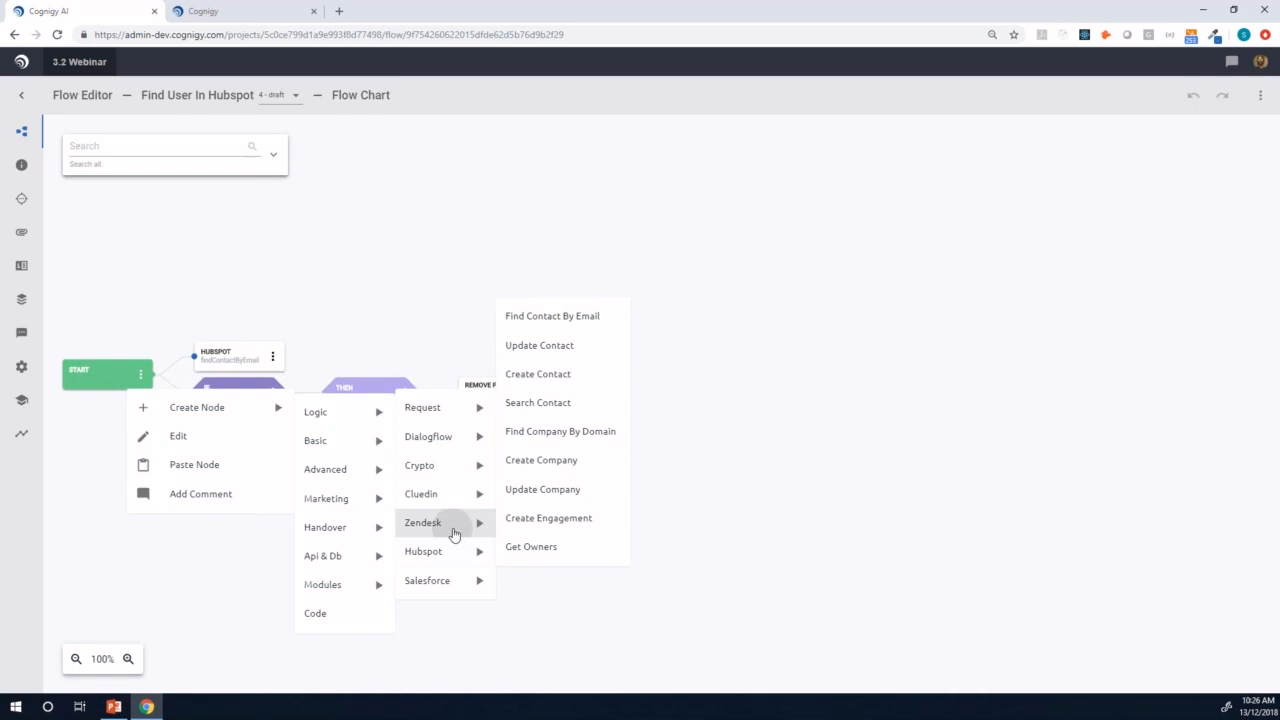 Cognigy AI
Cognigy
https://admin-dev.cognigy.com/projects/5c0ce799d1a9e993f8d77498/flow/9f754260622015dfde62d5b76d9b2f29
3.2 Webinar
Flow Editor — Find User In Hubspot 4 - draft — Flow Chart
Search
Search all
START
HUBSPOT
findContactByEmail
IF
THEN
REMOVE F
Create Node
Edit
Paste Node
Add Comment
Logic
Basic
Advanced
Marketing
Handover
Api & Db
Modules
Code
Request
Dialogflow
Crypto
Cluedin
Zendesk
Hubspot
Salesforce
Find Contact By Email
Update Contact
Create Contact
Search Contact
Find Company By Domain
Create Company
Update Company
Create Engagement
Get Owners
100%
10:26 AM
13/12/2018